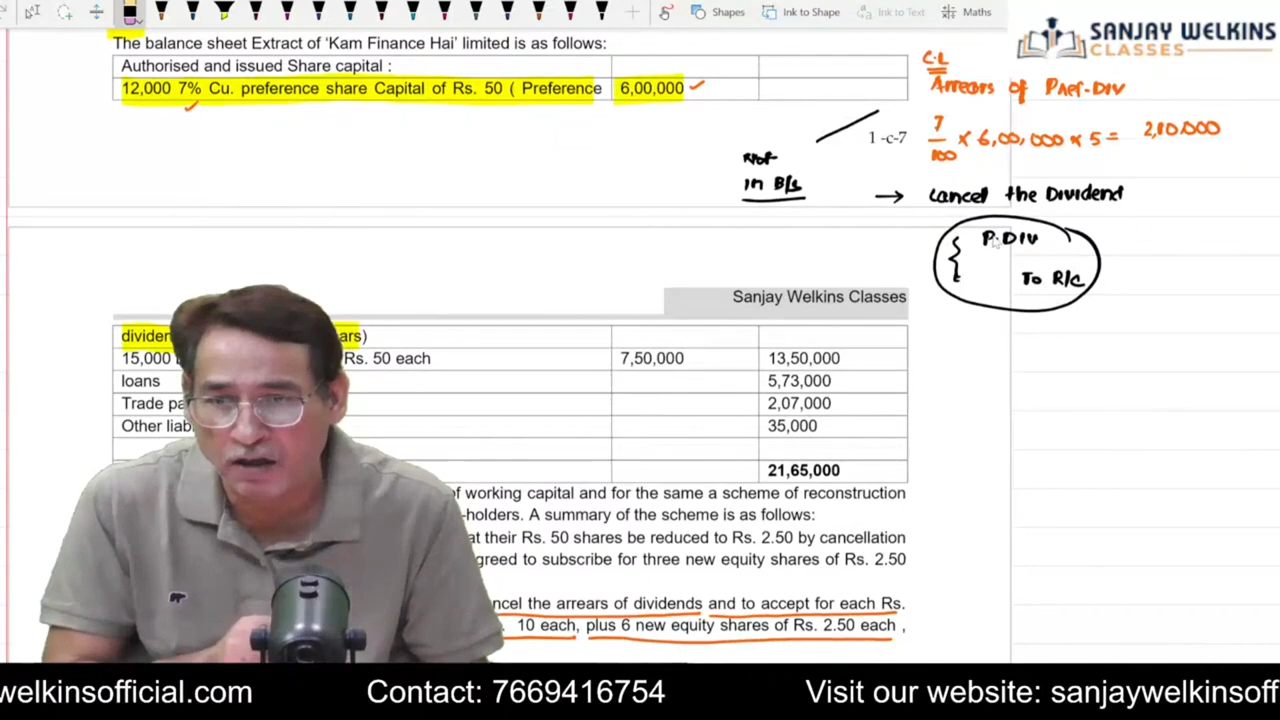 Shapes
Ink to Shape
Ink to Text
Maths
SANJAY WELKINS
CLASSES
The balance sheet Extract of 'Kam Finance Hai' limited is as follows:
Authorised and issued Share capital :
12,000 7% Cu. preference share Capital of Rs. 50 ( Preference 6,00,000
C.L
Arrears of Pref. Div
7/100 × 6,00,000 × 5 = 2,10,000
1 -c-7
in B/s → Cancel the Dividend
P. DIV
To R/c
Sanjay Welkins Classes
dividen ars)
15,000 Rs. 50 each 7,50,000 13,50,000
loans 5,73,000
Trade pa 2,07,000
Other liab 35,000
21,65,000
of working capital and for the same a scheme of reconstruction
-holders. A summary of the scheme is as follows:
at their Rs. 50 shares be reduced to Rs. 2.50 by cancellation
greed to subscribe for three new equity shares of Rs. 2.50
ncel the arrears of dividends and to accept for each Rs.
10 each, plus 6 new equity shares of Rs. 2.50 each ,
welkinsofficial.com Contact: 7669416754 Visit our website: sanjaywelkinsoff